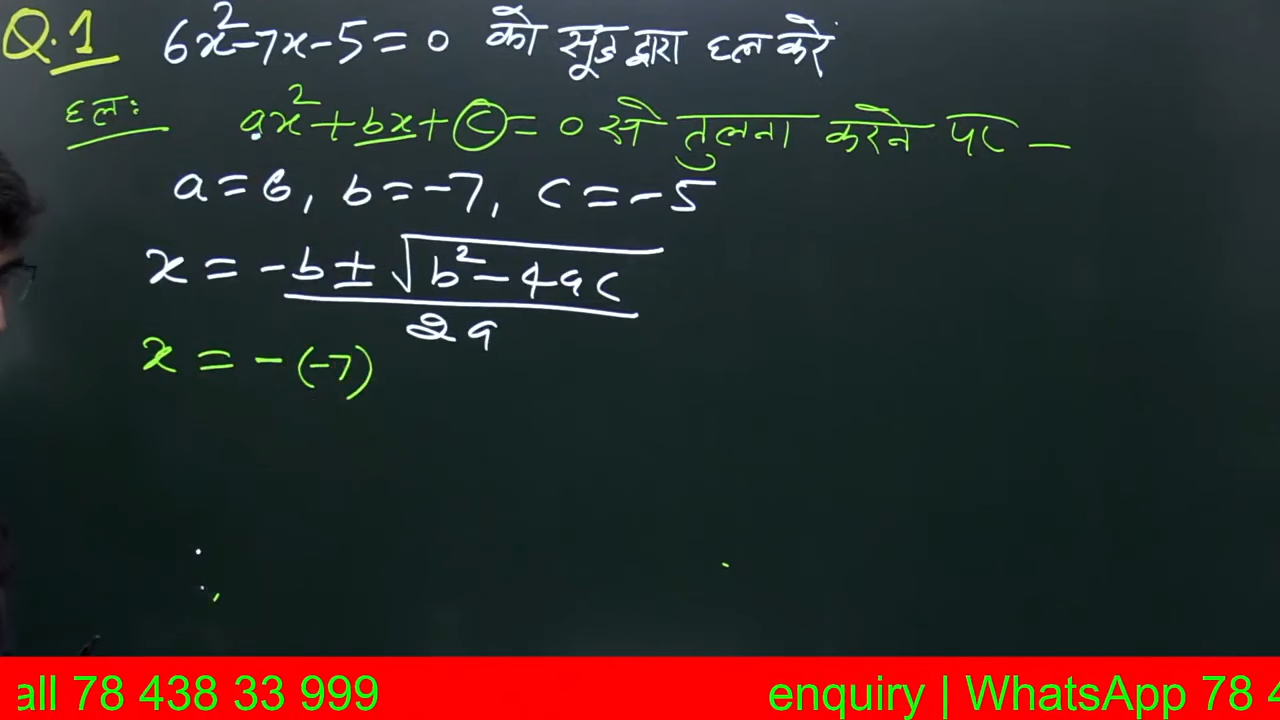 Q.1 6x²-7x-5=0 को सूत्र द्वारा हल करें
हलः ax²+bx+c=0 से तुलना करने पर —
a=6, b=-7, c=-5
x = -b±√b²-4ac
2a
x = -(-7)
all 78 438 33 999 enquiry | WhatsApp 78 4